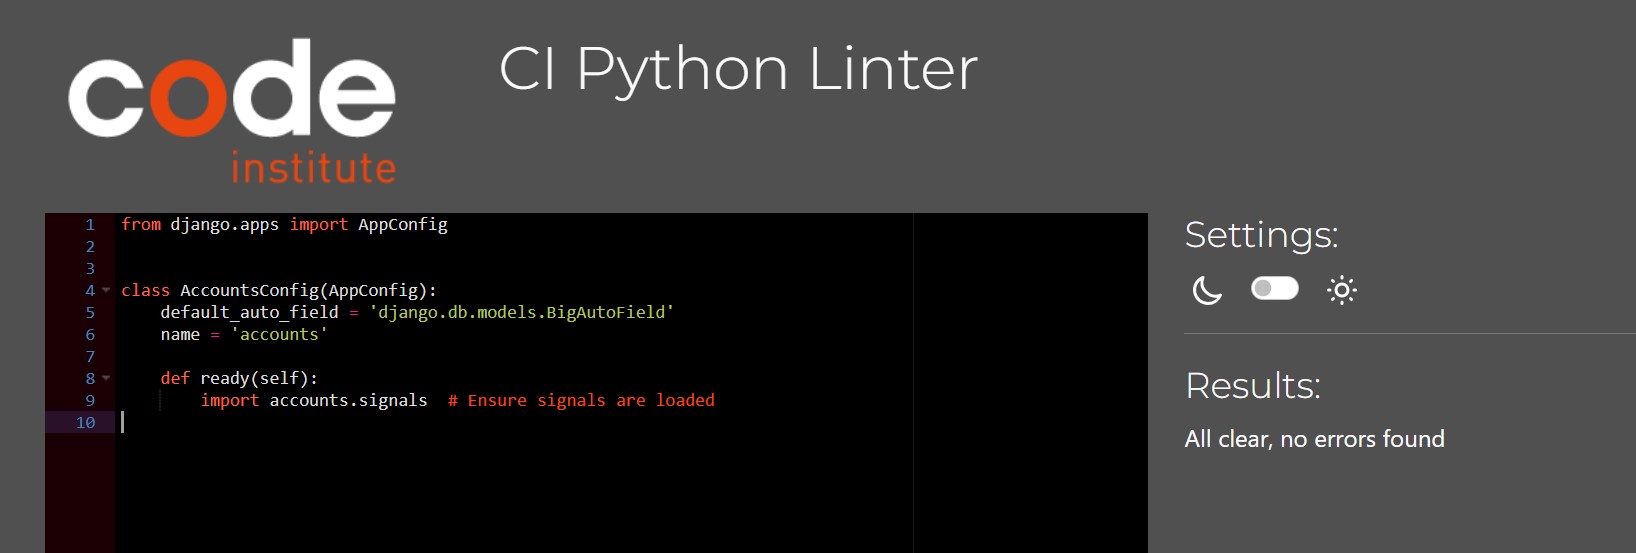 code
institute
CI Python Linter
1 from django.apps import AppConfig
2
3
4 class AccountsConfig(AppConfig):
5     default_auto_field = 'django.db.models.BigAutoField'
6     name = 'accounts'
7
8     def ready(self):
9         import accounts.signals  # Ensure signals are loaded
10
Settings:
Results:
All clear, no errors found